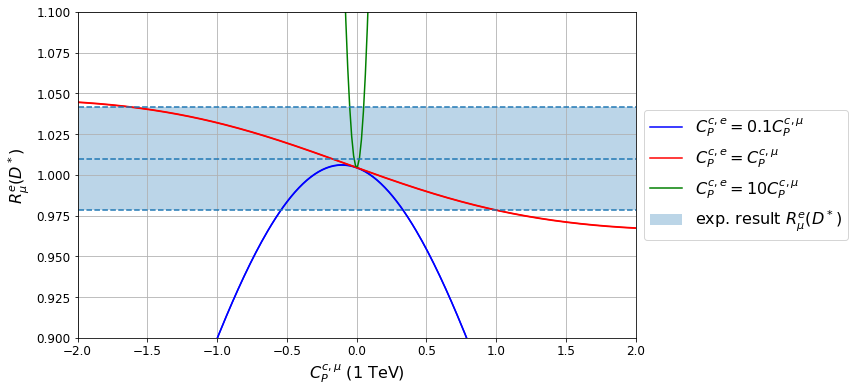 1.100
1.075
1.050
1.025
1.000
0.975
0.950
0.925
0.900
R^e_μ(D*)
−2.0 −1.5 −1.0 −0.5 0.0 0.5 1.0 1.5 2.0
C_P^{c,μ} (1 TeV)
C_P^{c,e} = 0.1C_P^{c,μ}
C_P^{c,e} = C_P^{c,μ}
C_P^{c,e} = 10C_P^{c,μ}
exp. result R^e_μ(D*)